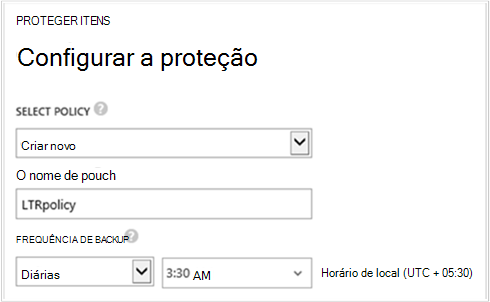 PROTEGER ITENS
Configurar a proteção
SELECT POLICY ?
Criar novo
O nome de pouch
LTRpolicy
FREQUÊNCIA DE BACKUP ?
Diárias 3:30 AM Horário de local (UTC + 05:30)